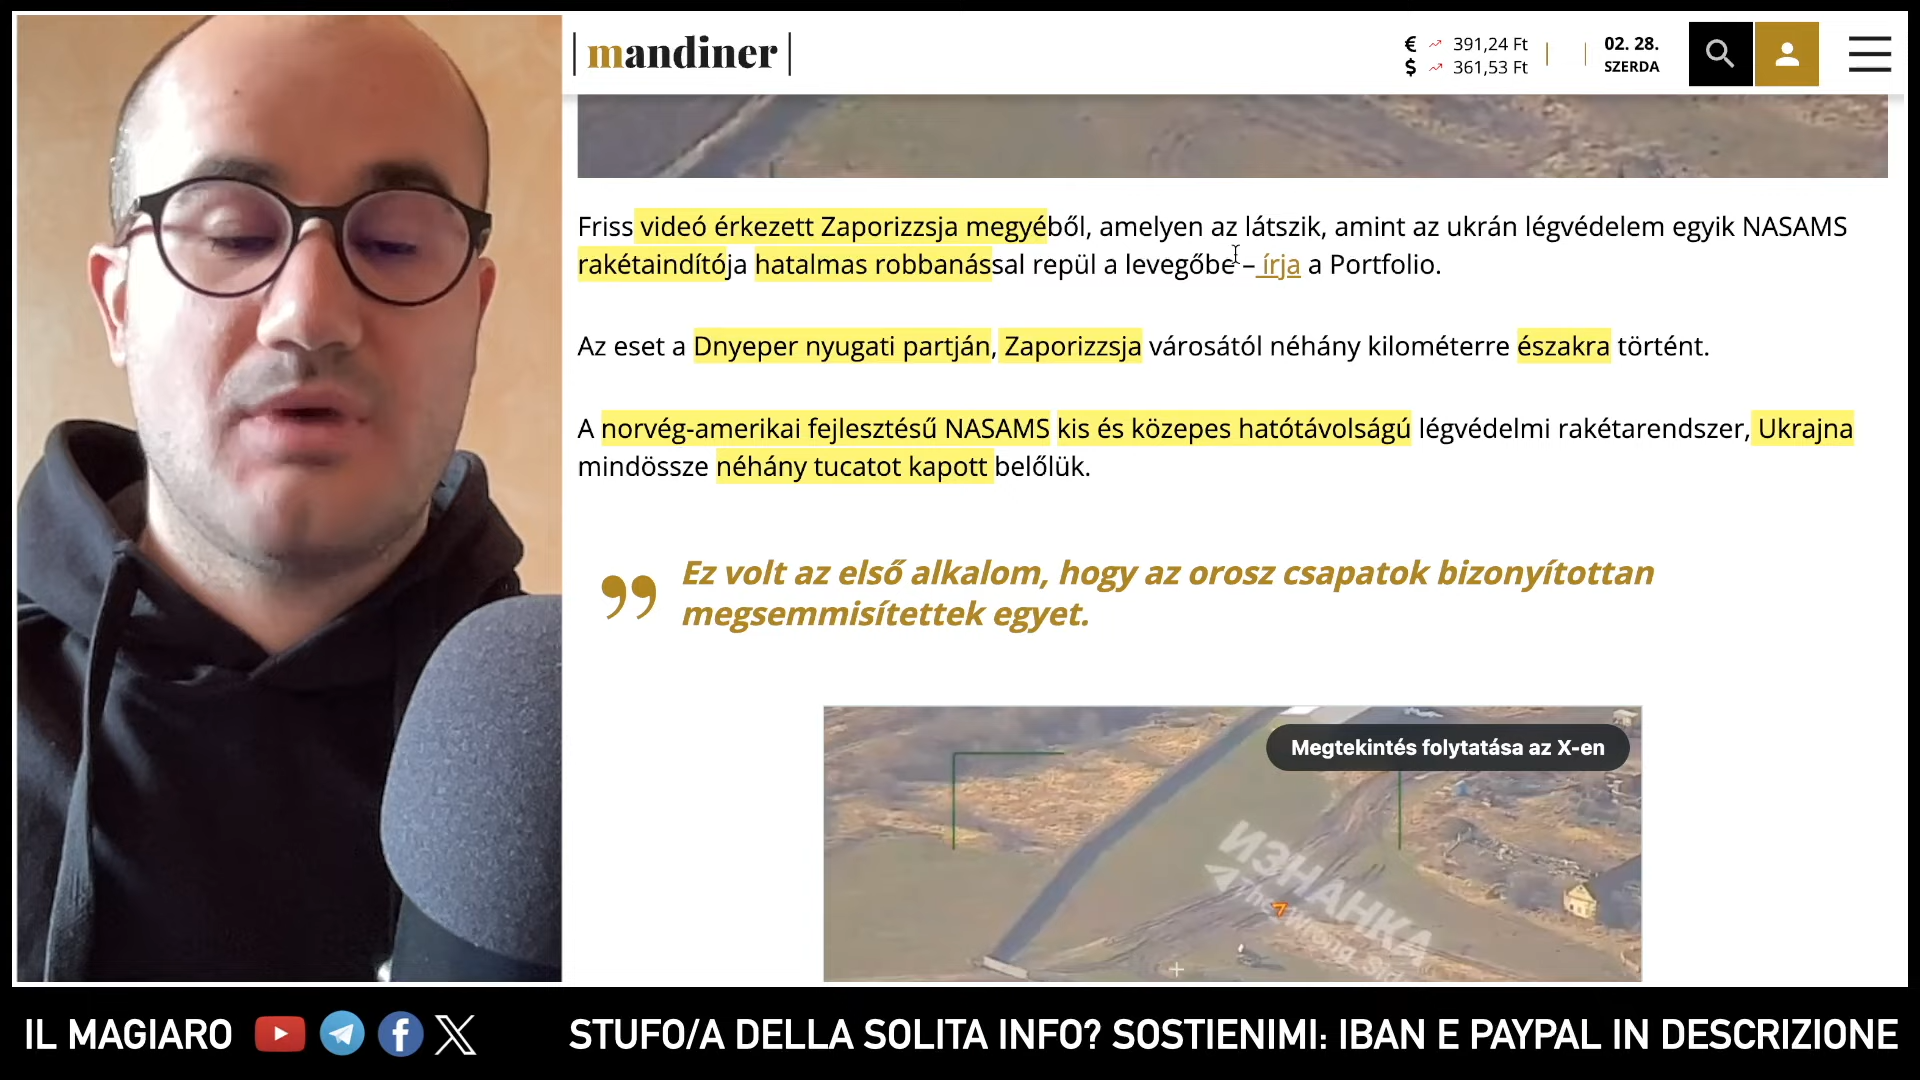 mandiner
€ 391,24 Ft
$ 361,53 Ft
02. 28.
SZERDA
Friss videó érkezett Zaporizzsja megyéből, amelyen az látszik, amint az ukrán légvédelem egyik NASAMS
rakétaindítója hatalmas robbanással repül a levegőbe – írja a Portfolio.
Az eset a Dnyeper nyugati partján, Zaporizzsja városától néhány kilométerre északra történt.
A norvég-amerikai fejlesztésű NASAMS kis és közepes hatótávolságú légvédelmi rakétarendszer, Ukrajna
mindössze néhány tucatot kapott belőlük.
Ez volt az első alkalom, hogy az orosz csapatok bizonyítottan
megsemmisítettek egyet.
Megtekintés folytatása az X-en
ИЗНАНКА
The_Wrong_Side
IL MAGIARO
STUFO/A DELLA SOLITA INFO? SOSTIENIMI: IBAN E PAYPAL IN DESCRIZIONE